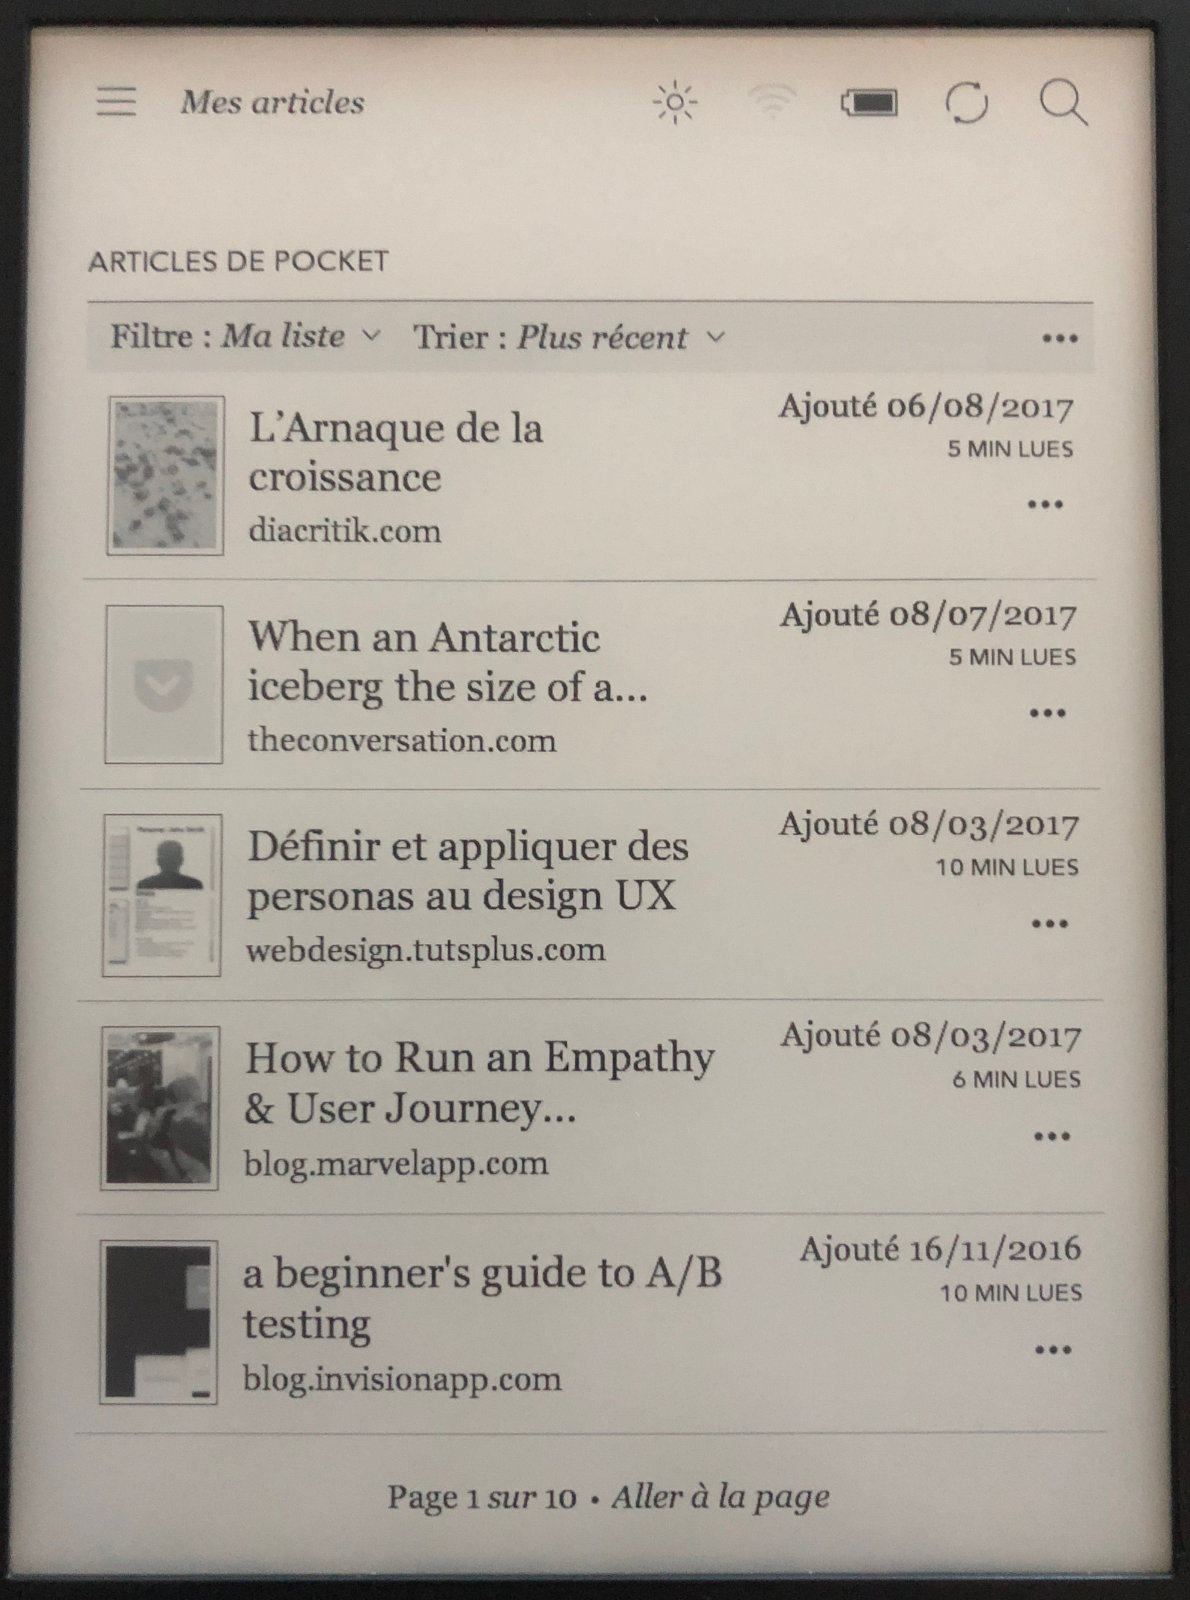 Mes articles
ARTICLES DE POCKET
Filtre : Ma liste Trier : Plus récent •••
L’Arnaque de la
croissance
diacritik.com
Ajouté 06/08/2017
5 MIN LUES
•••
When an Antarctic
iceberg the size of a...
theconversation.com
Ajouté 08/07/2017
5 MIN LUES
•••
Définir et appliquer des
personas au design UX
webdesign.tutsplus.com
Ajouté 08/03/2017
10 MIN LUES
•••
How to Run an Empathy
& User Journey...
blog.marvelapp.com
Ajouté 08/03/2017
6 MIN LUES
•••
a beginner's guide to A/B
testing
blog.invisionapp.com
Ajouté 16/11/2016
10 MIN LUES
•••
Page 1 sur 10 • Aller à la page